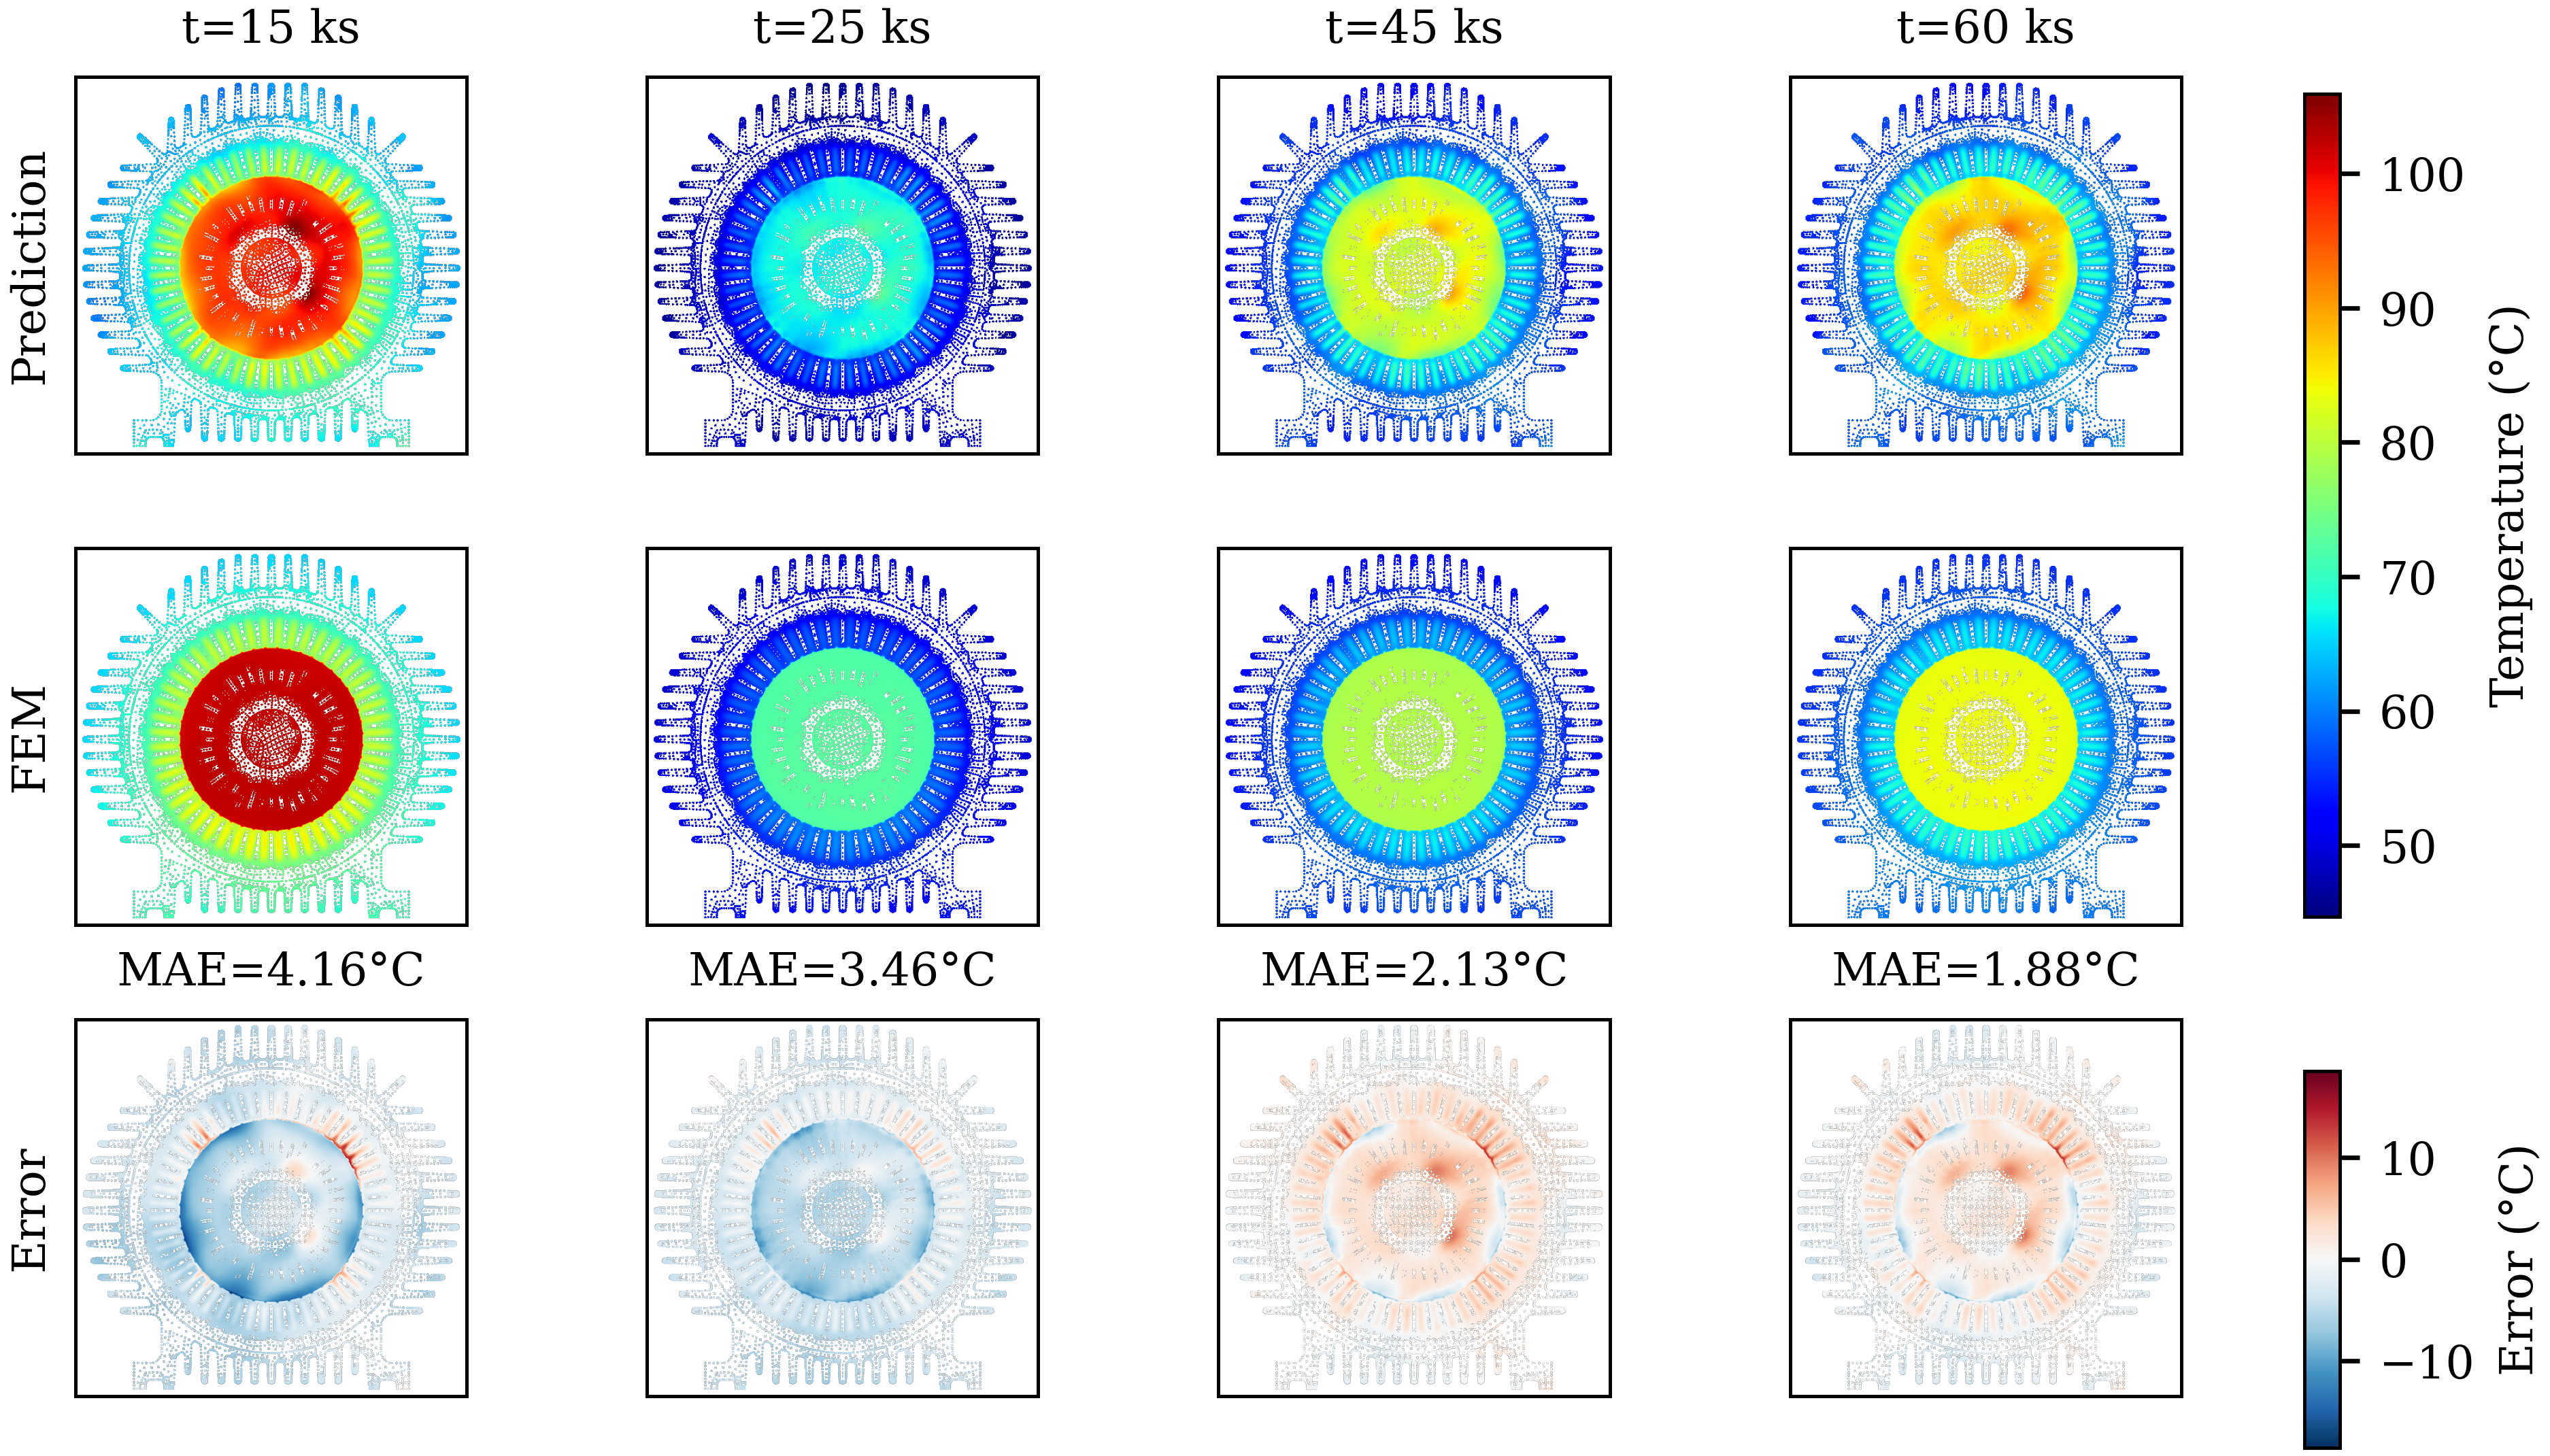 t=15 ks
t=25 ks
t=45 ks
t=60 ks
Prediction
FEM
100
90
80
70
60
50
Temperature (°C)
MAE=4.16°C
MAE=3.46°C
MAE=2.13°C
MAE=1.88°C
Error
10
0
−10
Error (°C)